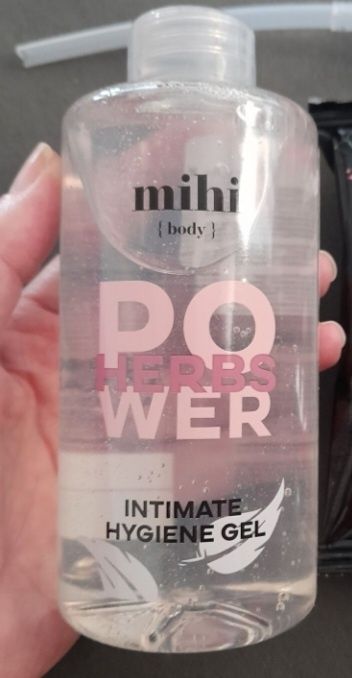 mihi
{ body }
PO
HERBS
WER
INTIMATE
HYGIENE GEL